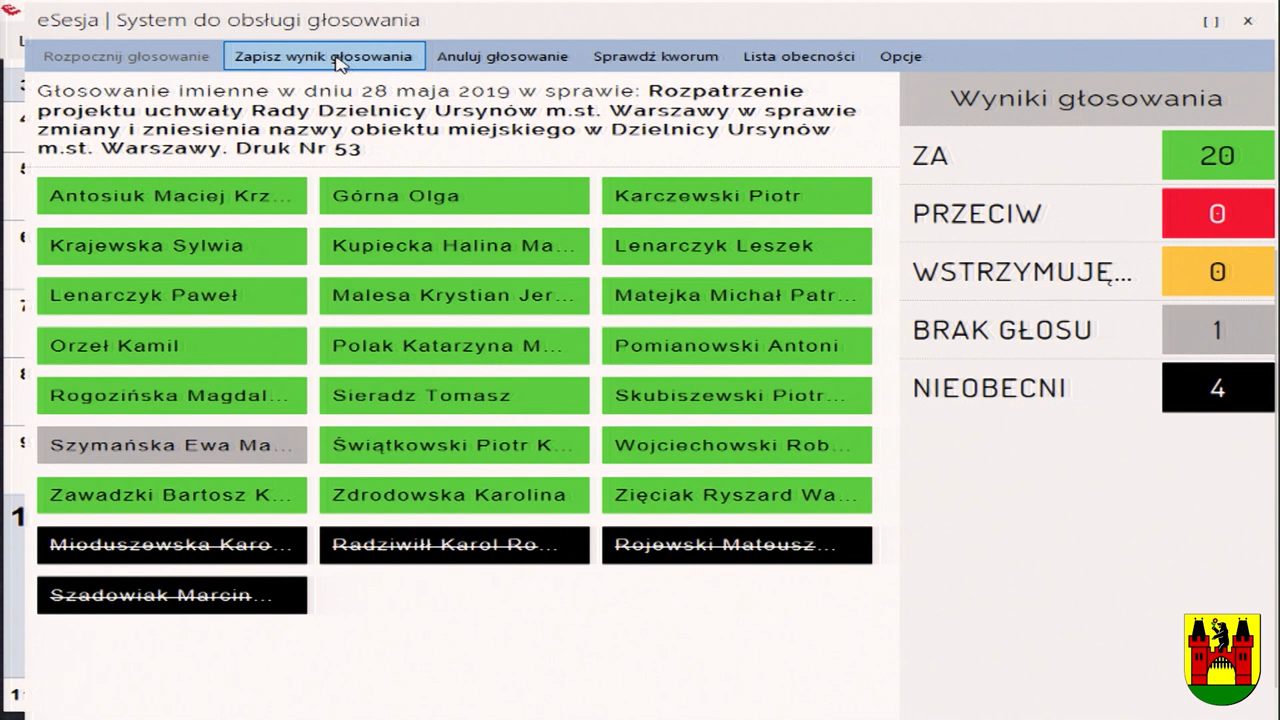 eSesja | System do obsługi głosowania
[ ] x
Rozpocznij głosowanie Zapisz wynik głosowania Anuluj głosowanie Sprawdź kworum Lista obecności Opcje
Głosowanie imienne w dniu 28 maja 2019 w sprawie: Rozpatrzenie
projektu uchwały Rady Dzielnicy Ursynów m.st. Warszawy w sprawie
zmiany i zniesienia nazwy obiektu miejskiego w Dzielnicy Ursynów
m.st. Warszawy. Druk Nr 53
Antosiuk Maciej Krz... Górna Olga Karczewski Piotr
Krajewska Sylwia Kupiecka Halina Ma... Lenarczyk Leszek
Lenarczyk Paweł Malesa Krystian Jer... Matejka Michał Patr...
Orzeł Kamil Polak Katarzyna M... Pomianowski Antoni
Rogozińska Magdal... Sieradz Tomasz Skubiszewski Piotr...
Szymańska Ewa Ma... Świątkowski Piotr K... Wojciechowski Rob...
Zawadzki Bartosz K... Zdrodowska Karolina Zięciak Ryszard Wa...
Mioduszewska Karo... Radziwiłł Karol Ro... Rojewski Mateusz...
Szadowiak Marcin...
Wyniki głosowania
ZA 20
PRZECIW 0
WSTRZYMUJĘ... 0
BRAK GŁOSU 1
NIEOBECNI 4